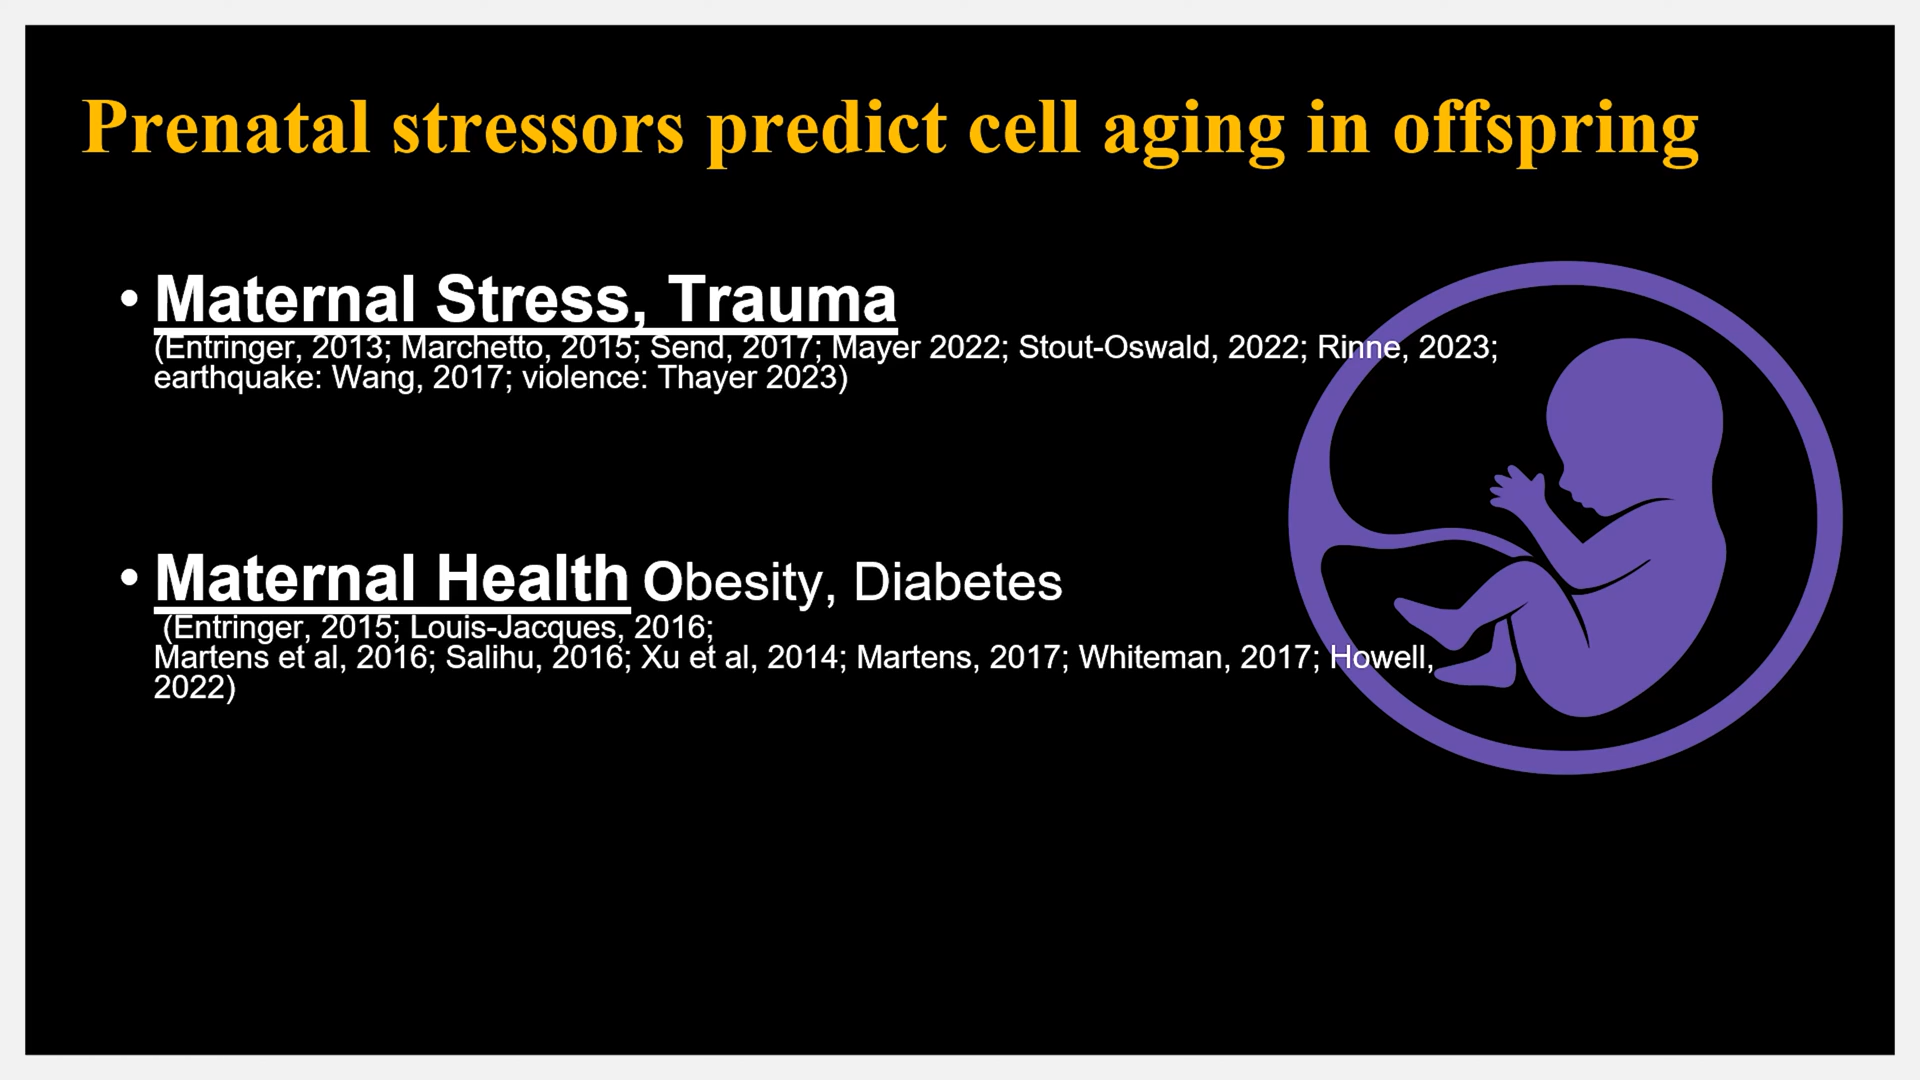 Prenatal stressors predict cell aging in offspring
• Maternal Stress, Trauma
(Entringer, 2013; Marchetto, 2015; Send, 2017; Mayer 2022; Stout-Oswald, 2022; Rinne, 2023;
earthquake: Wang, 2017; violence: Thayer 2023)
• Maternal Health Obesity, Diabetes
(Entringer, 2015; Louis-Jacques, 2016;
Martens et al, 2016; Salihu, 2016; Xu et al, 2014; Martens, 2017; Whiteman, 2017; Howell,
2022)